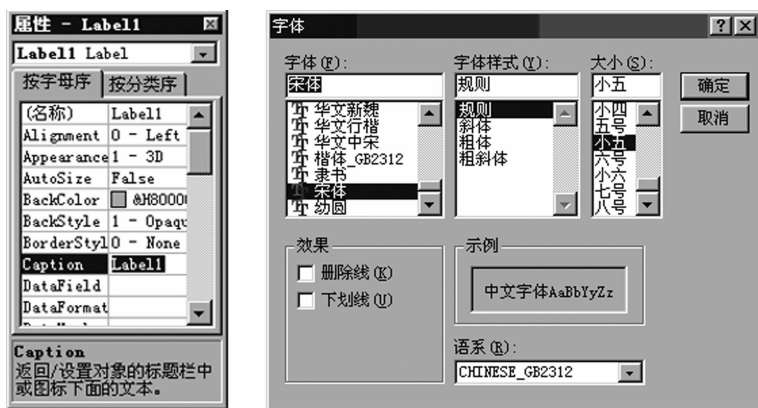 属性 - Label1
Label1 Label
按字母序 按分类序
(名称) Label1
Alignment 0 - Left
Appearance 1 - 3D
AutoSize False
BackColor &H8000
BackStyle 1 - Opaqu
BorderStyl 0 - None
Caption Label1
DataField
DataFormat
Caption
返回/设置对象的标题栏中
或图标下面的文本。
字体
字体(F):
宋体
华文新魏
华文行楷
华文中宋
楷体_GB2312
隶书
宋体
幼圆
字体样式(Y):
规则
规则
斜体
粗体
粗斜体
大小(S):
小五
小四
五号
小五
六号
小六
七号
八号
确定
取消
效果
删除线(K)
下划线(U)
示例
中文字体AaBbYyZz
语系(R):
CHINESE_GB2312